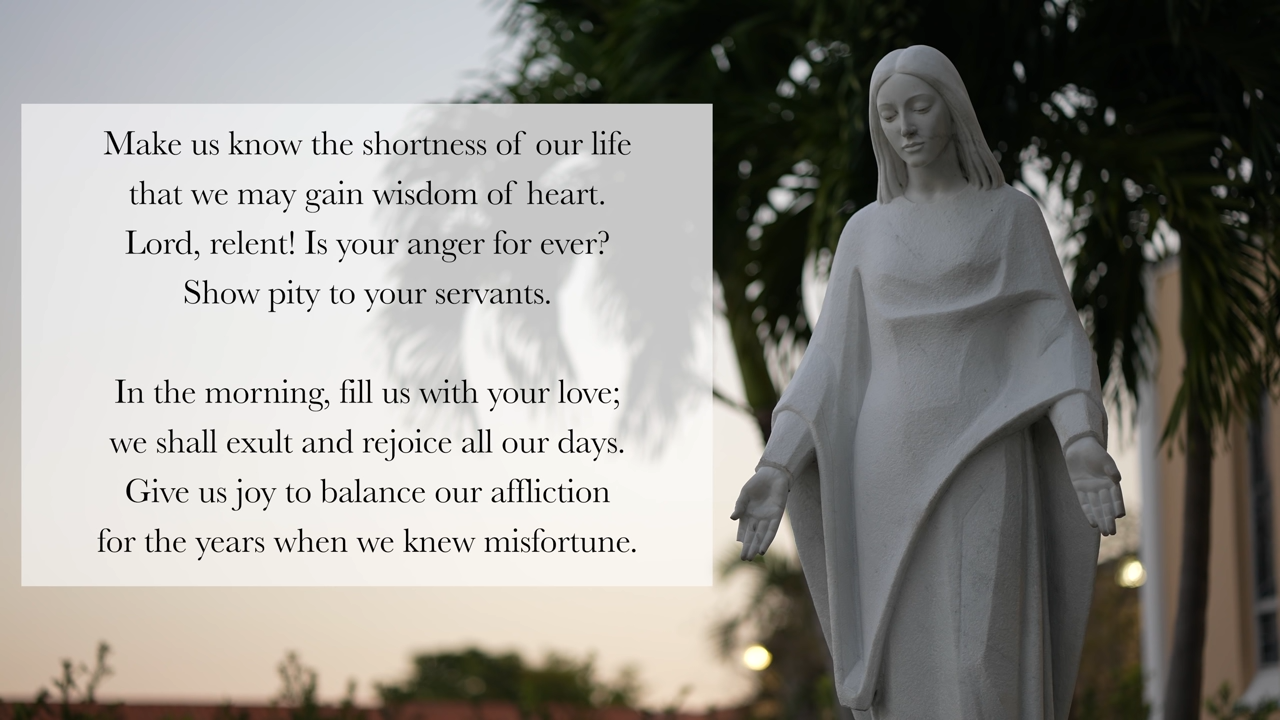 Make us know the shortness of our life
that we may gain wisdom of heart.
Lord, relent! Is your anger for ever?
Show pity to your servants.
In the morning, fill us with your love;
we shall exult and rejoice all our days.
Give us joy to balance our affliction
for the years when we knew misfortune.